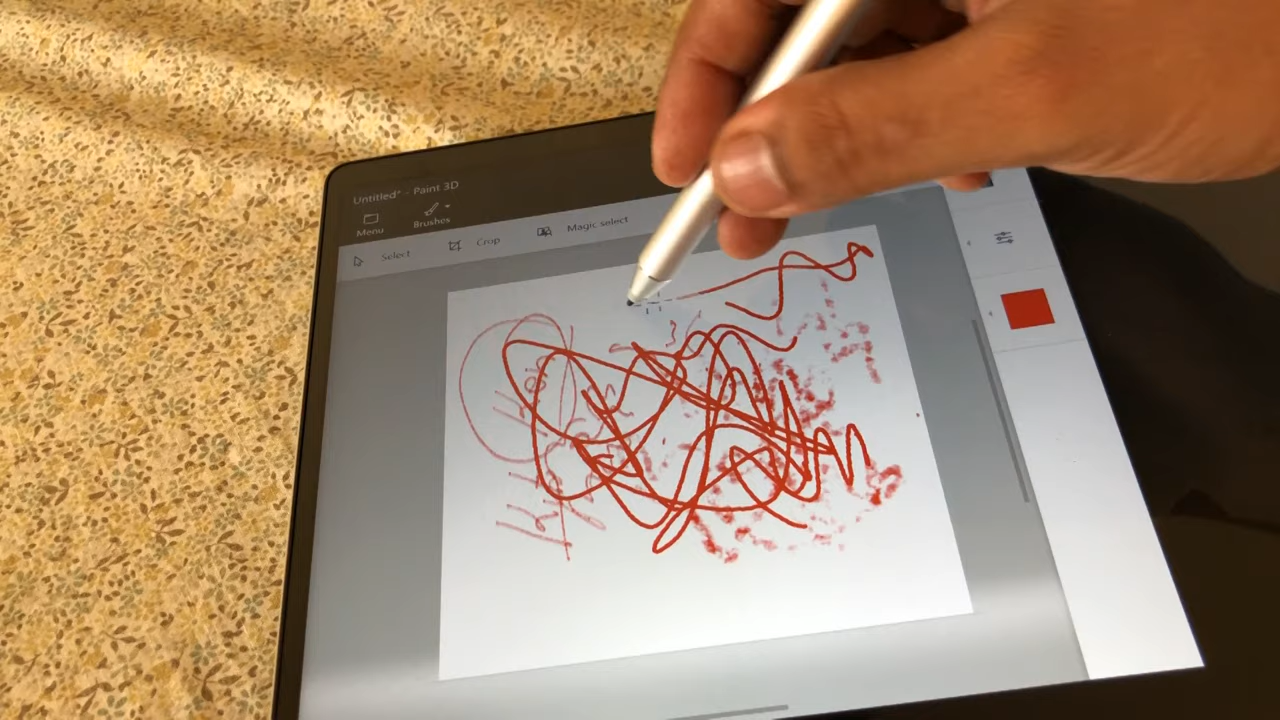 Untitled* - Paint 3D
Menu
Brushes
Select
Crop
Magic select